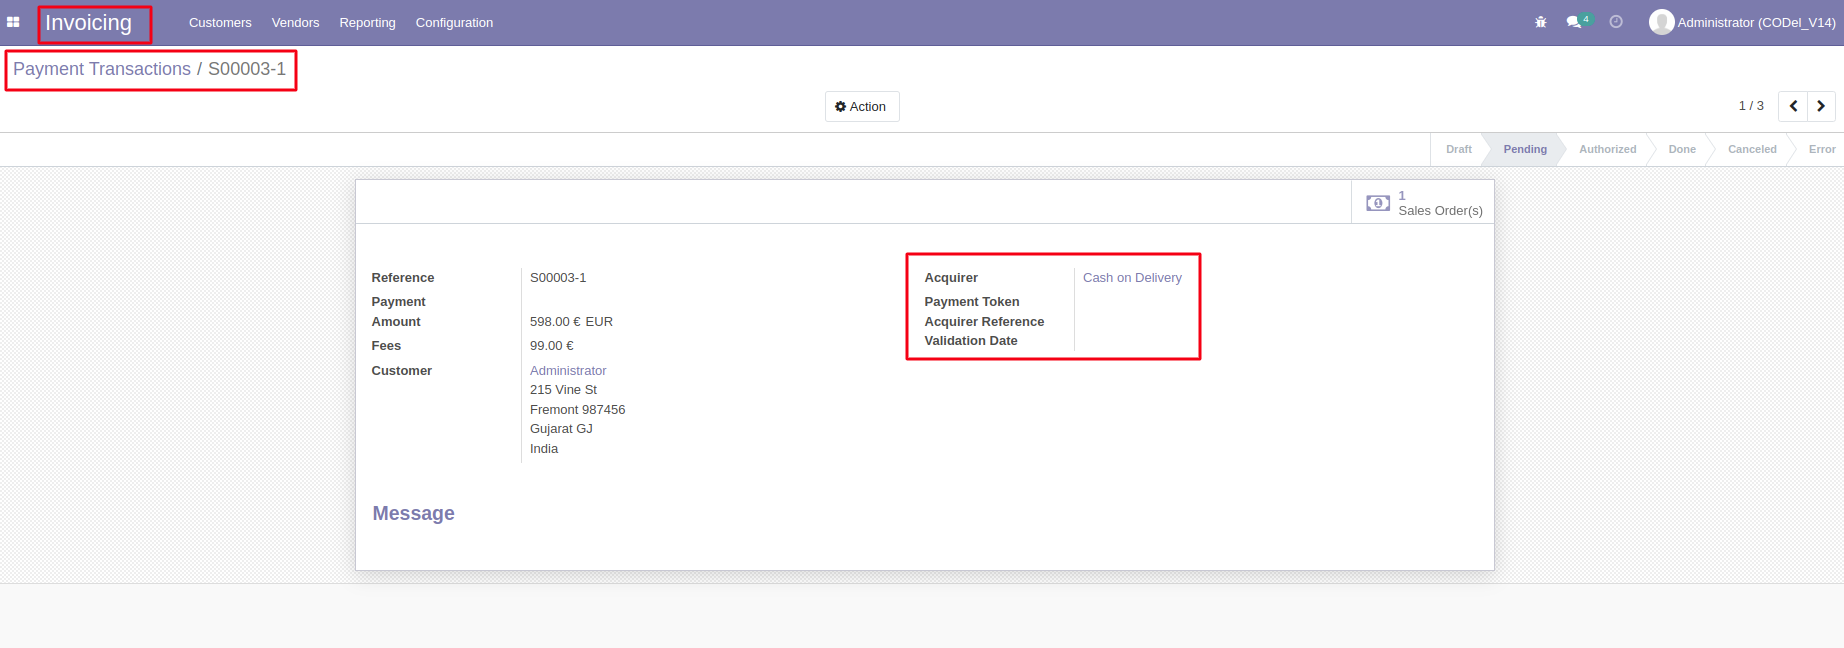 Invoicing Customers Vendors Reporting Configuration 4 Administrator (CODel_V14)
Payment Transactions / S00003-1
Action 1 / 3
Draft Pending Authorized Done Canceled Error
1
Sales Order(s)
Reference S00003-1
Payment
Amount 598.00 € EUR
Fees 99.00 €
Customer Administrator
215 Vine St
Fremont 987456
Gujarat GJ
India
Acquirer Cash on Delivery
Payment Token
Acquirer Reference
Validation Date
Message